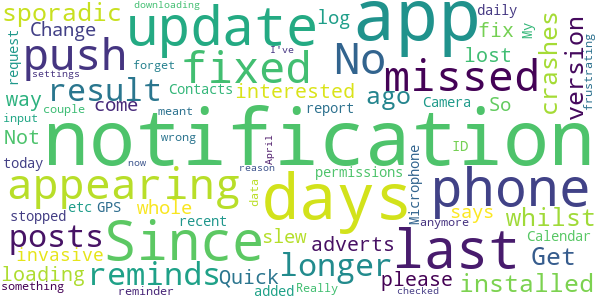 downloading
sporadic update app daily
Change log My
request push fixed No missed fix version frustrating
I've lost
forget
settings Contacts interested crashes
way result ago Camera So
input couple come meant report
Not notification
today wrong April ID
now reason permissions
appearing days phone
data Microphone
stopped etc GPS whole recent anymore says whilst
posts Since last
slew adverts Calendar
invasive longer Get
loading reminds Quick please installed
something reminder added Really checked